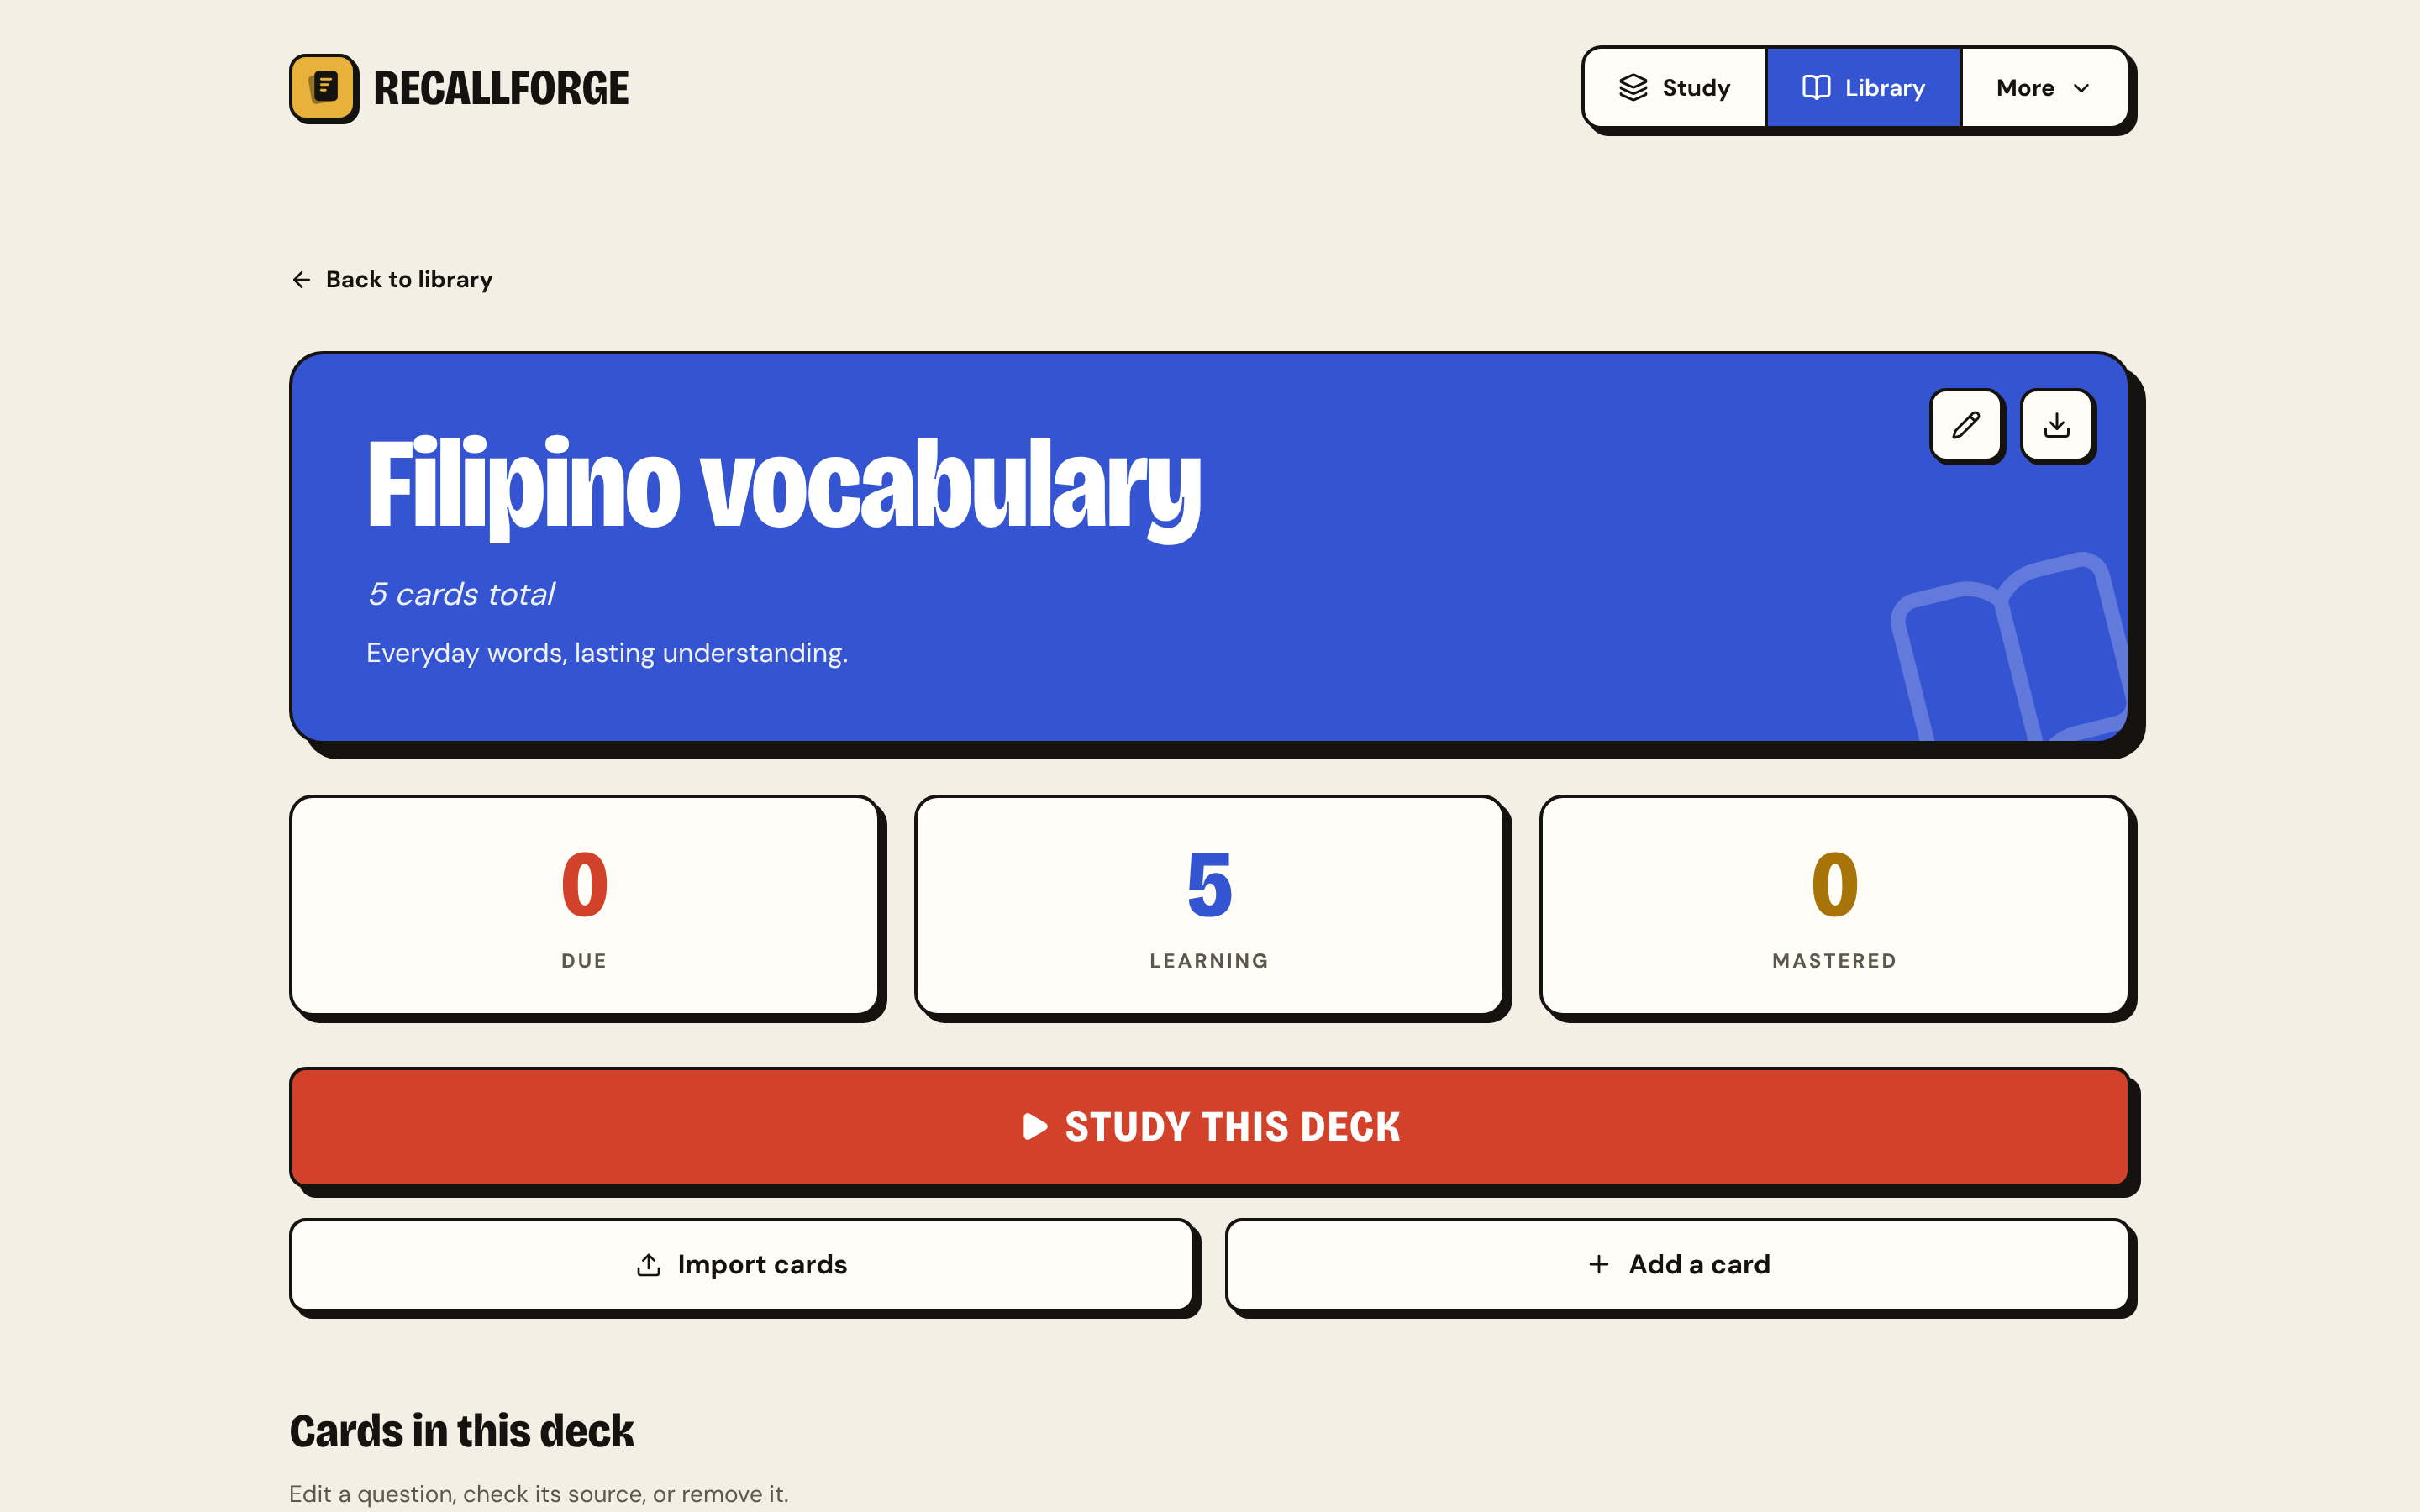 RECALLFORGE
Study
Library
More
Back to library
Filipino vocabulary
5 cards total
Everyday words, lasting understanding.
0
DUE
5
LEARNING
0
MASTERED
STUDY THIS DECK
Import cards
Add a card
Cards in this deck
Edit a question, check its source, or remove it.